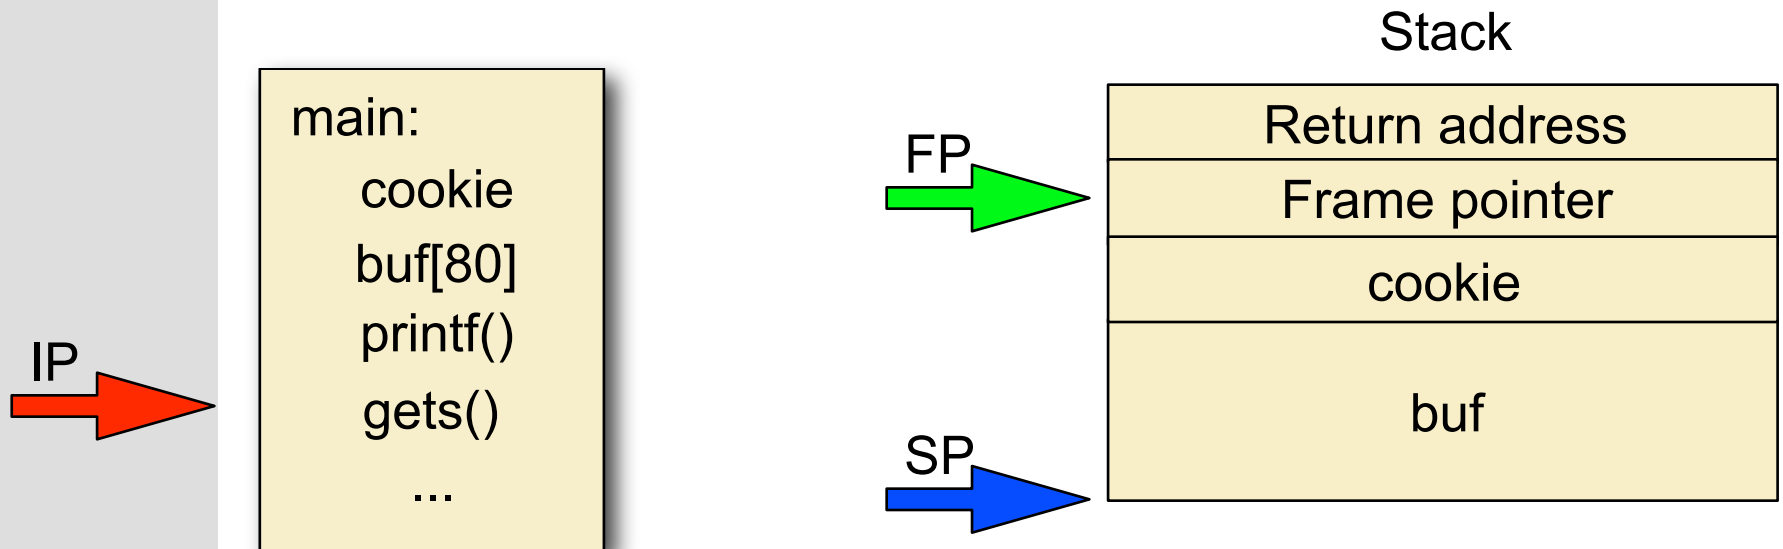 IP
main:
cookie
buf[80]
printf()
gets()
...
FP
SP
Stack
Return address
Frame pointer
cookie
buf